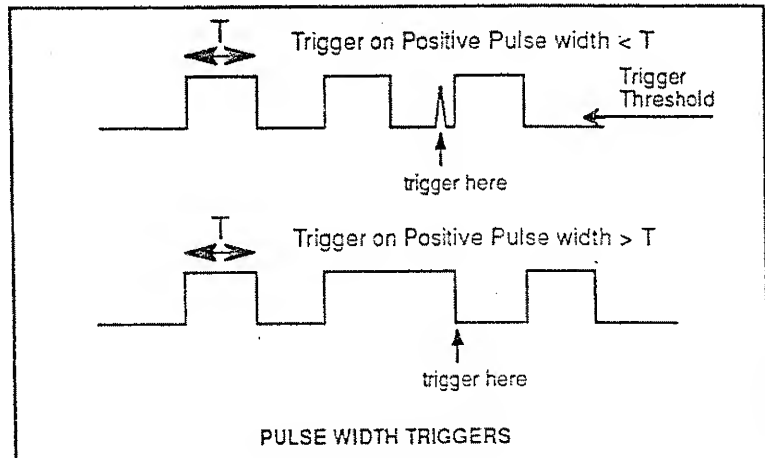 T
Trigger on Positive Pulse width < T
Trigger
Threshold
trigger here
T
Trigger on Positive Pulse width > T
trigger here
PULSE WIDTH TRIGGERS